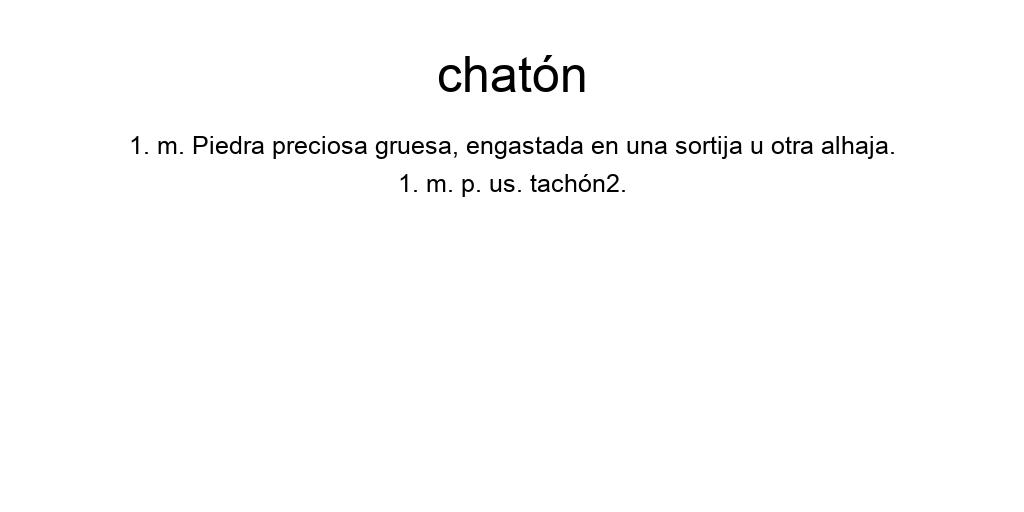 chatón
1. m. Piedra preciosa gruesa, engastada en una sortija u otra alhaja.
1. m. p. us. tachón2.